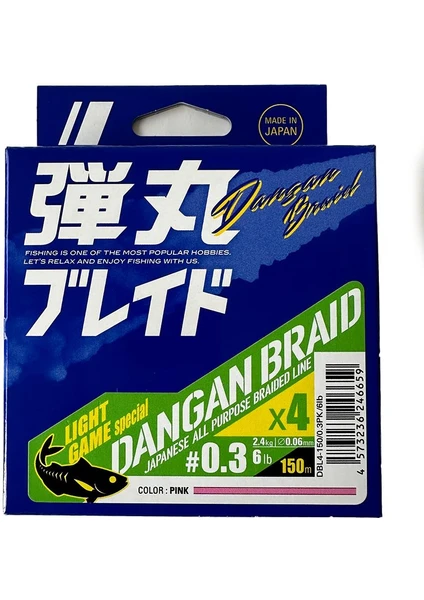 MADE IN
JAPAN
弾丸
Dangan
Braid
FISHING IS ONE OF THE MOST POPULAR HOBBIES.
LET'S RELAX AND ENJOY FISHING WITH US.
ブレイド
LIGHT
GAME special
DANGAN BRAID
JAPANESE ALL PURPOSE BRAIDED LINE
X4
2.4kg | ∅0.06mm
#0.3 6lb
150m
COLOR : PINK
DBL4-150/0.3PK/6lb
4 573236 246659